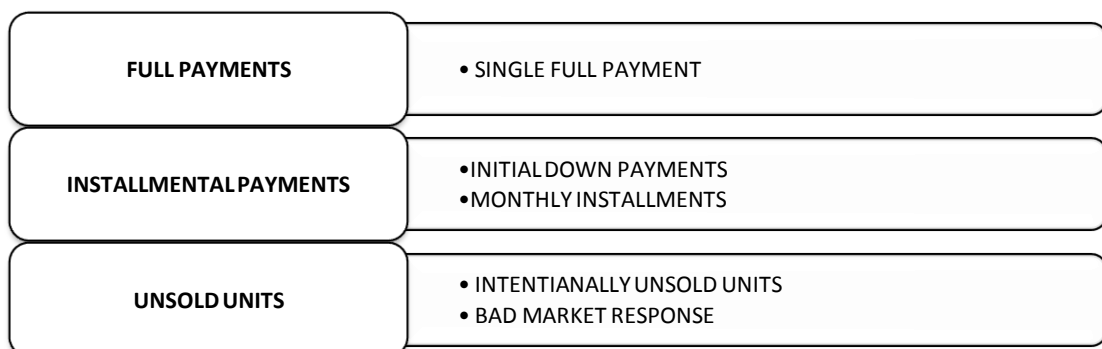 FULL PAYMENTS
• SINGLE FULL PAYMENT
INSTALLMENTAL PAYMENTS
•INITIAL DOWN PAYMENTS
•MONTHLY INSTALLMENTS
UNSOLD UNITS
• INTENTIANALLY UNSOLD UNITS
• BAD MARKET RESPONSE